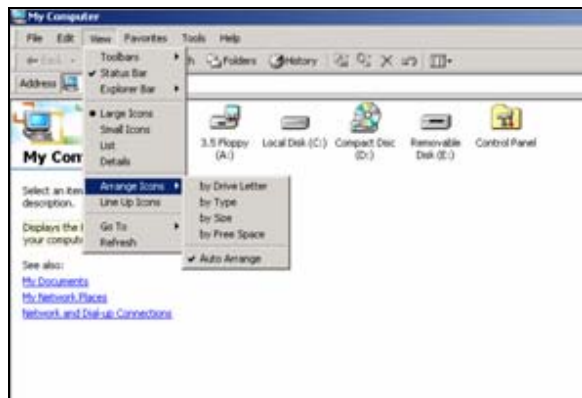 My Computer
File Edit View Favorites Tools Help
Folders History
Address
Toolbars
Status Bar
Explorer Bar
Large Icons
Small Icons
List
Details
Arrange Icons
Line Up Icons
Go To
Refresh
by Drive Letter
by Type
by Size
by Free Space
Auto Arrange
3.5 Floppy (A:)
Local Disk (C:)
Compact Disc (D:)
Removable Disk (E:)
Control Panel
My Com
Select an iten
description.
Displays the
your compute
See also:
My Documents
My Network Places
Network and Dial-up Connections